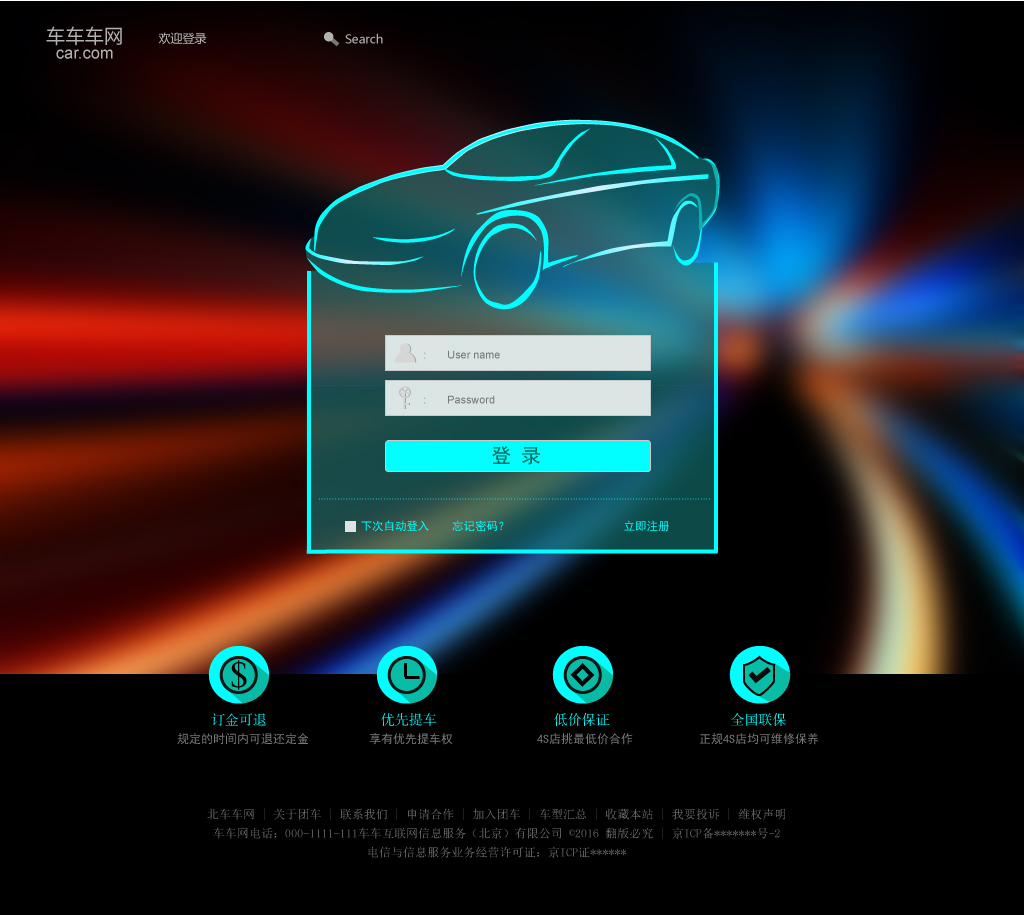 车车车网 欢迎登录 Search
car.com
: User name
: Password
登 录
下次自动登入 忘记密码? 立即注册
订金可退 优先提车 低价保证 全国联保
规定的时间内可退还定金 享有优先提车权 4S店挑最低价合作 正规4S店均可维修保养
北车车网 | 关于团车 | 联系我们 | 申请合作 | 加入团车 | 车型汇总 | 收藏本站 | 我要投诉 | 维权声明
车车网电话：000-1111-111车车互联网信息服务（北京）有限公司 ©2016 翻版必究 | 京ICP备*******号-2
电信与信息服务业务经营许可证：京ICP证******